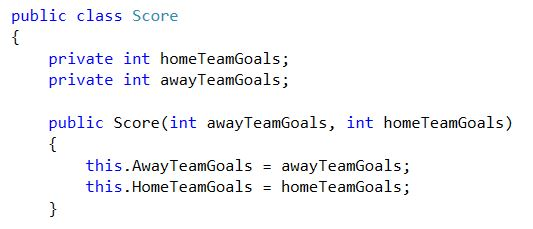 public class Score
{
private int homeTeamGoals;
private int awayTeamGoals;
public Score(int awayTeamGoals, int homeTeamGoals)
{
this.AwayTeamGoals = awayTeamGoals;
this.HomeTeamGoals = homeTeamGoals;
}